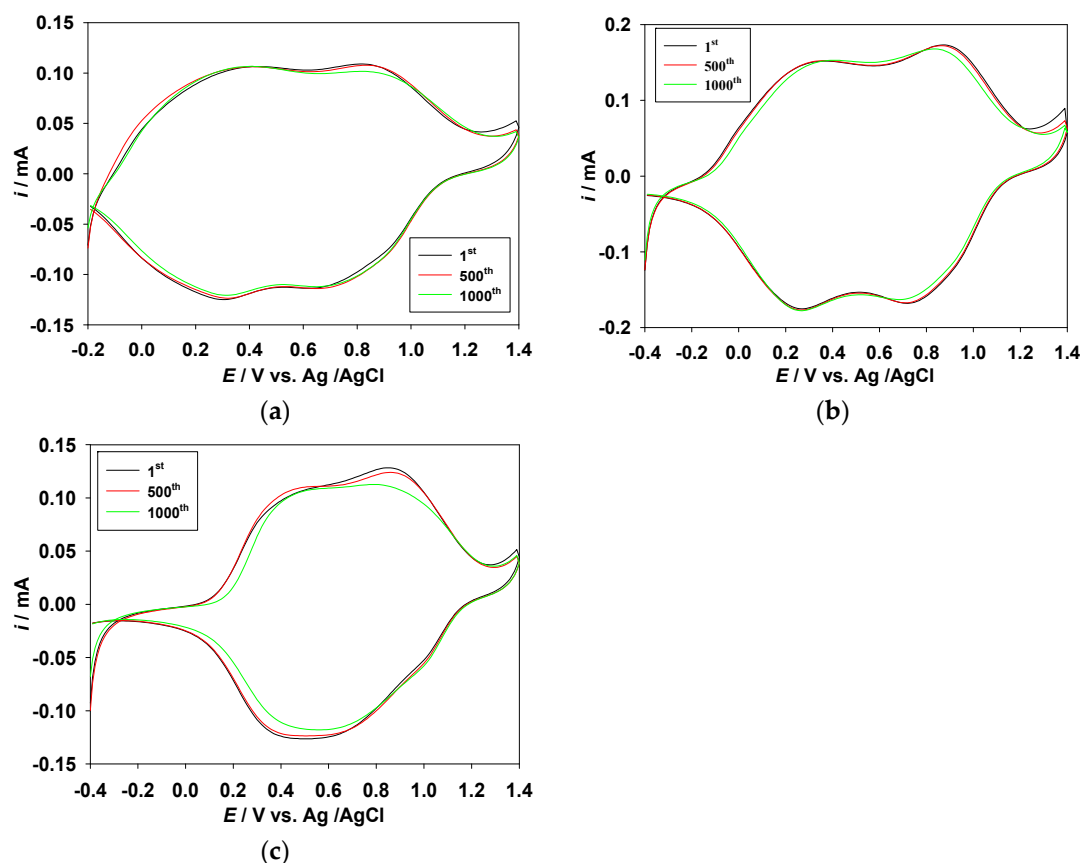 0.15
0.10
0.05
0.00
-0.05
-0.10
-0.15
i / mA
1st
500th
1000th
-0.2 0.0 0.2 0.4 0.6 0.8 1.0 1.2 1.4
E / V vs. Ag /AgCl
(a)
0.2
0.1
0.0
-0.1
-0.2
i / mA
1st
500th
1000th
-0.4 -0.2 0.0 0.2 0.4 0.6 0.8 1.0 1.2 1.4
E / V vs. Ag /AgCl
(b)
0.15
0.10
0.05
0.00
-0.05
-0.10
-0.15
i / mA
1st
500th
1000th
-0.4 -0.2 0.0 0.2 0.4 0.6 0.8 1.0 1.2 1.4
E / V vs. Ag /AgCl
(c)